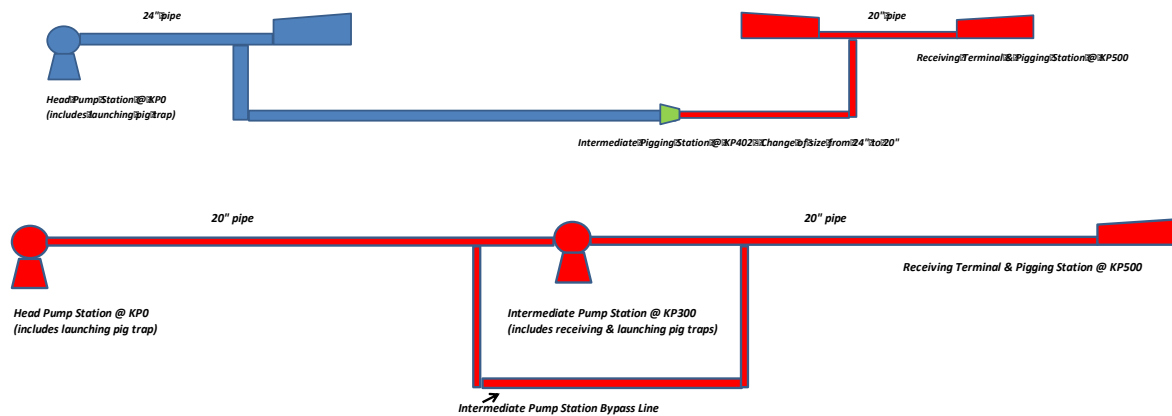 24" pipe
20" pipe
Head Pump Station @ KP0
(includes launching pig trap)
Receiving Terminal & Pigging Station @ KP500
Intermediate Pigging Station @ KP402 - Change of size from 24" to 20"
20" pipe
20" pipe
Head Pump Station @ KP0
(includes launching pig trap)
Intermediate Pump Station @ KP300
(includes receiving & launching pig traps)
Receiving Terminal & Pigging Station @ KP500
Intermediate Pump Station Bypass Line